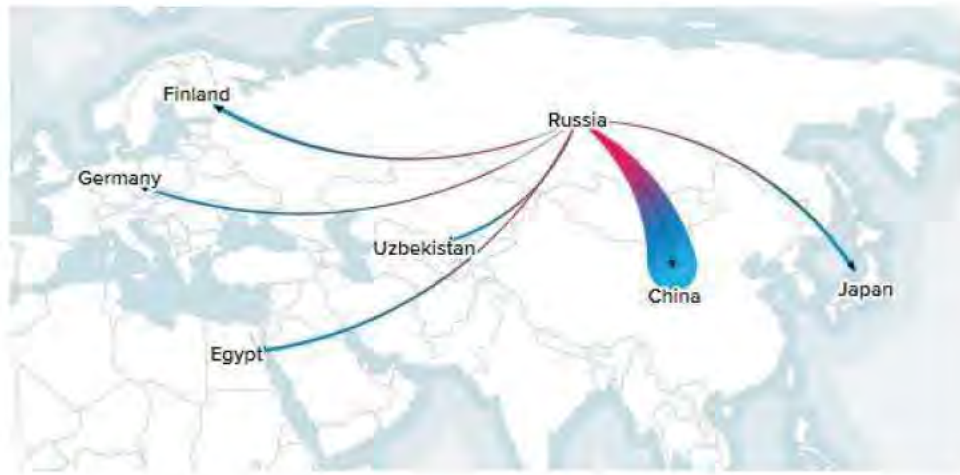 Finland
Russia
Germany
Uzbekistan
China
Japan
Egypt